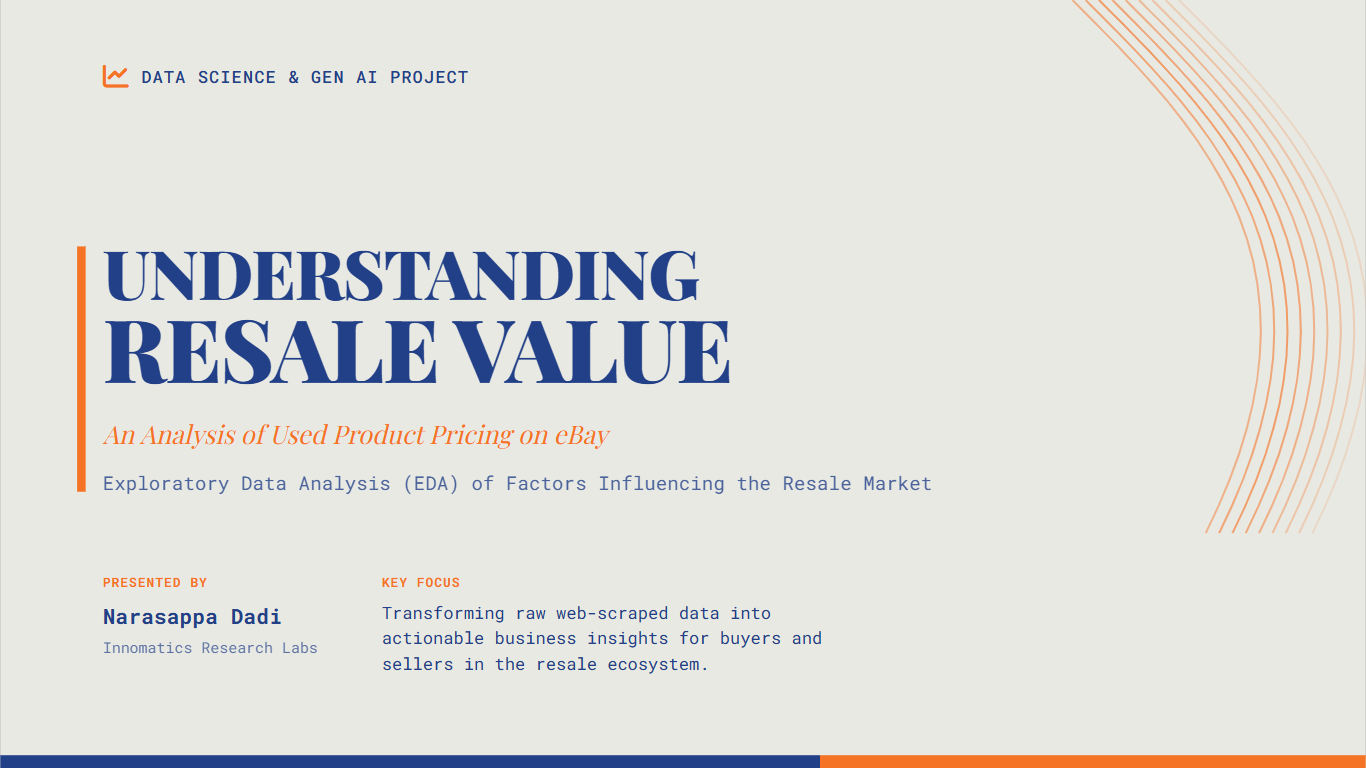 DATA SCIENCE & GEN AI PROJECT
UNDERSTANDING
RESALE VALUE
An Analysis of Used Product Pricing on eBay
Exploratory Data Analysis (EDA) of Factors Influencing the Resale Market
PRESENTED BY
Narasappa Dadi
Innomatics Research Labs
KEY FOCUS
Transforming raw web-scraped data into
actionable business insights for buyers and
sellers in the resale ecosystem.